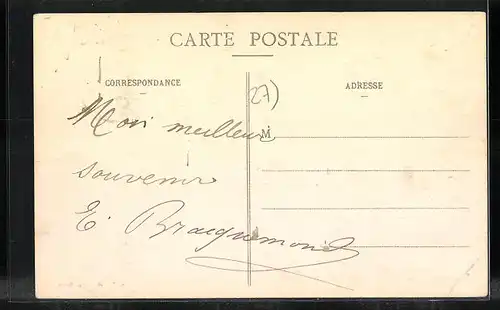 CARTE POSTALE
CORRESPONDANCE
ADRESSE
27)
Mon meilleur
M
souvenir
E. Bracquemond